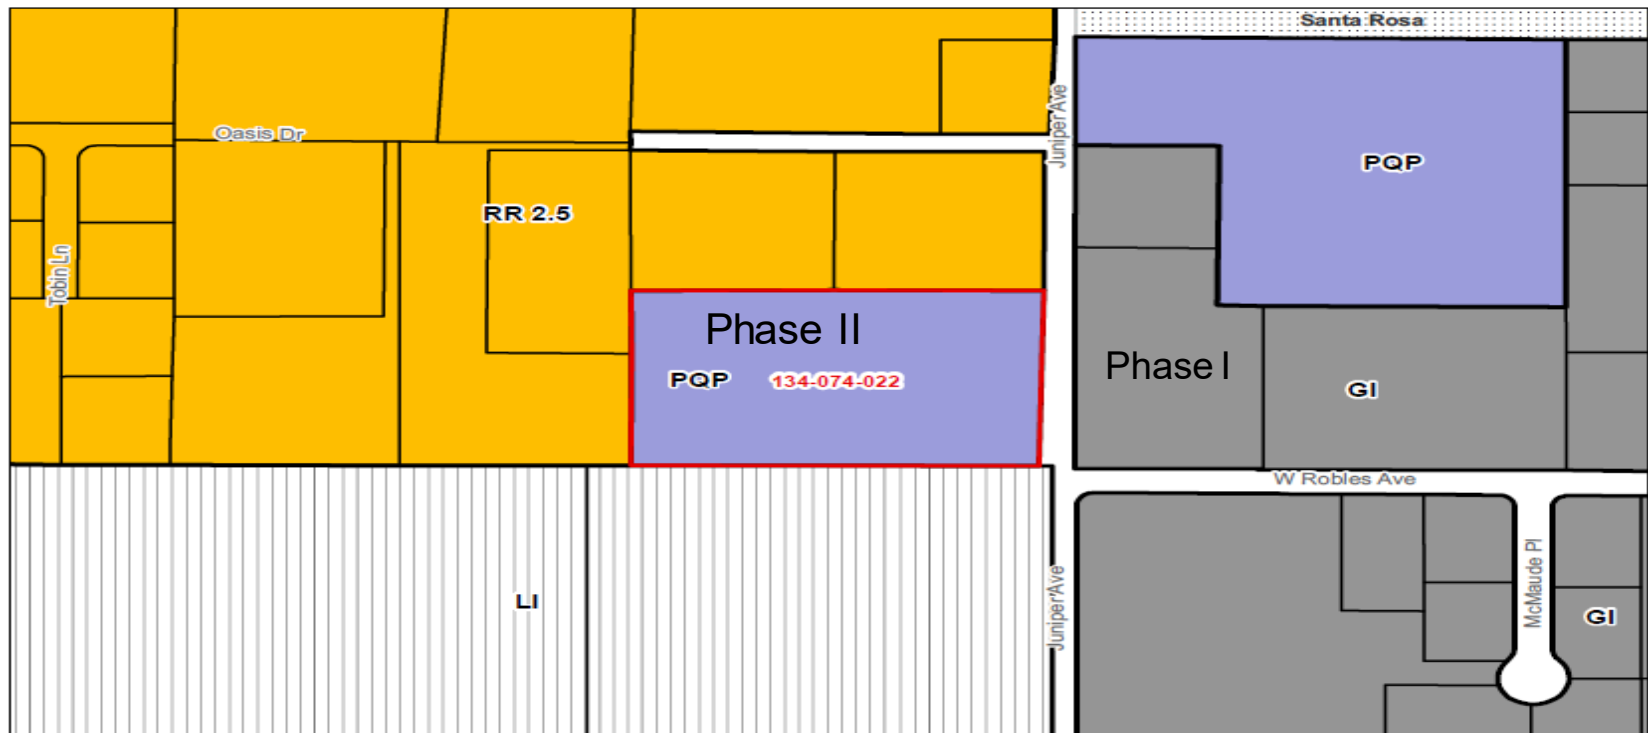 Santa Rosa
Oasis Dr
Juniper Ave
PQP
RR 2.5
Tobin Ln
Phase II
PQP 134-074-022
Phase I
GI
W Robles Ave
LI
Juniper Ave
McMaude Pl
GI